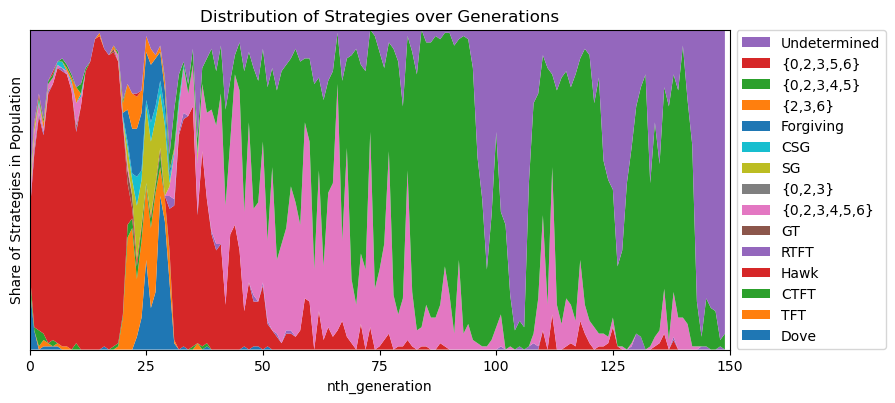 Distribution of Strategies over Generations
Share of Strategies in Population
0 25 50 75 100 125 150
nth_generation
Undetermined
{0,2,3,5,6}
{0,2,3,4,5}
{2,3,6}
Forgiving
CSG
SG
{0,2,3}
{0,2,3,4,5,6}
GT
RTFT
Hawk
CTFT
TFT
Dove